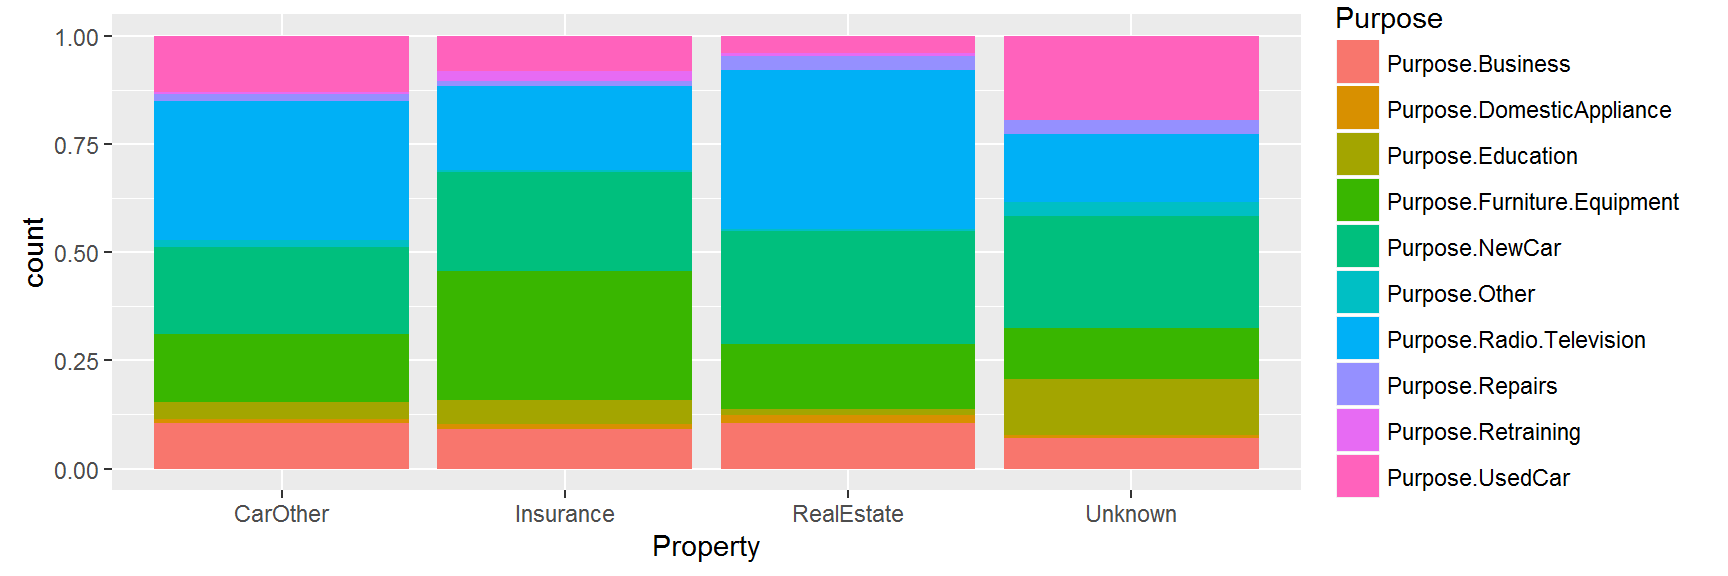 Purpose
Purpose.Business
Purpose.DomesticAppliance
Purpose.Education
Purpose.Furniture.Equipment
Purpose.NewCar
Purpose.Other
Purpose.Radio.Television
Purpose.Repairs
Purpose.Retraining
Purpose.UsedCar
1.00
0.75
0.50
0.25
0.00
count
CarOther Insurance RealEstate Unknown
Property